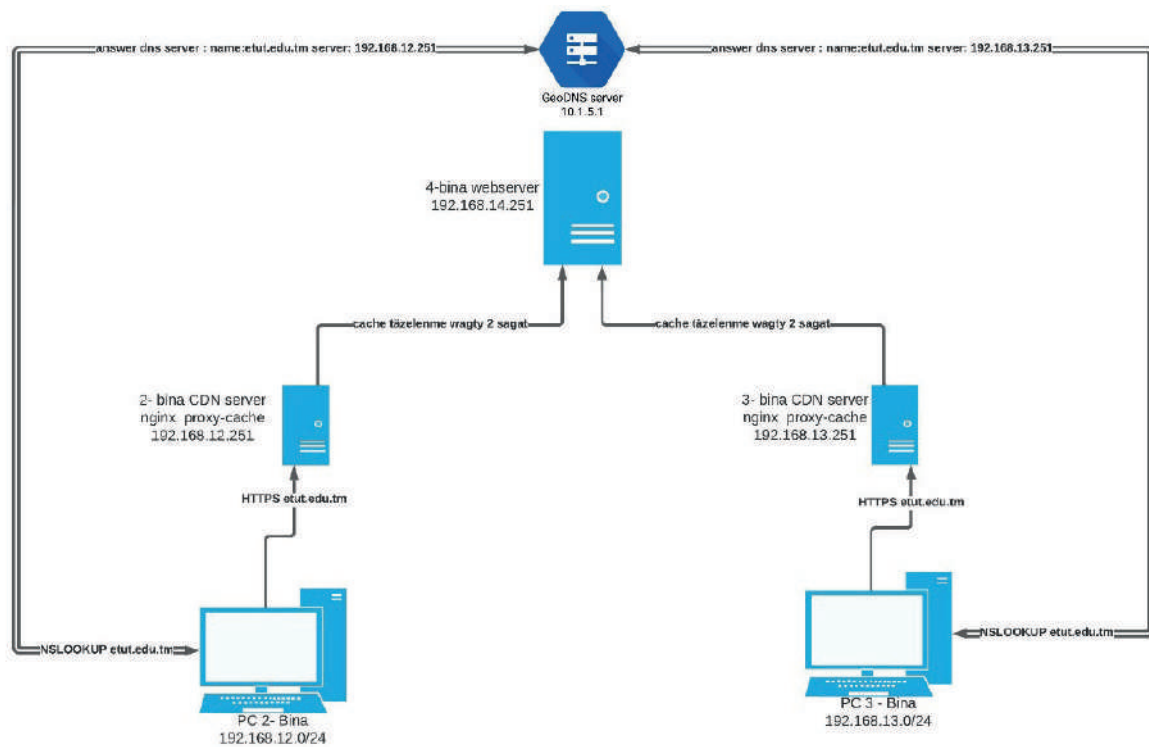 answer dns server : name:etut.edu.tm server: 192.168.12.251
answer dns server : name:etut.edu.tm server: 192.168.13.251
GeoDNS server
10.1.5.1
4-bina webserver
192.168.14.251
cache täzelenme wagty 2 sagat
cache täzelenme wagty 2 sagat
2- bina CDN server
nginx proxy-cache
192.168.12.251
3- bina CDN server
nginx proxy-cache
192.168.13.251
HTTPS etut.edu.tm
HTTPS etut.edu.tm
NSLOOKUP etut.edu.tm
NSLOOKUP etut.edu.tm
PC 2- Bina
192.168.12.0/24
PC 3 - Bina
192.168.13.0/24